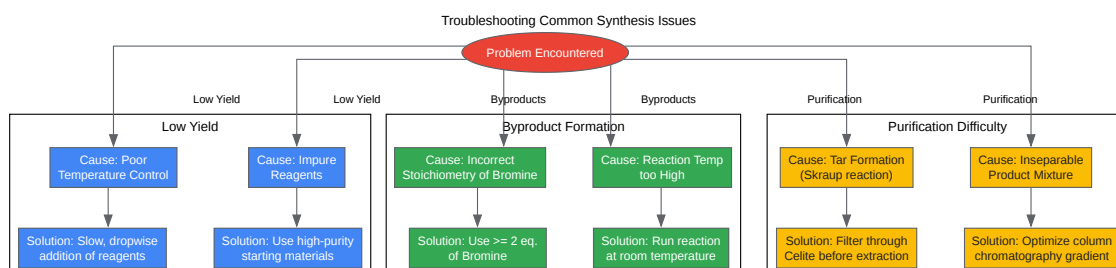 Troubleshooting Common Synthesis Issues
Problem Encountered
Low Yield
Low Yield
Byproducts
Byproducts
Purification
Purification
Low Yield
Byproduct Formation
Purification Difficulty
Cause: Poor
Temperature Control
Cause: Impure
Reagents
Cause: Incorrect
Stoichiometry of Bromine
Cause: Reaction Temp
too High
Cause: Tar Formation
(Skraup reaction)
Cause: Inseparable
Product Mixture
Solution: Slow, dropwise
addition of reagents
Solution: Use high-purity
starting materials
Solution: Use >= 2 eq.
of Bromine
Solution: Run reaction
at room temperature
Solution: Filter through
Celite before extraction
Solution: Optimize column
chromatography gradient